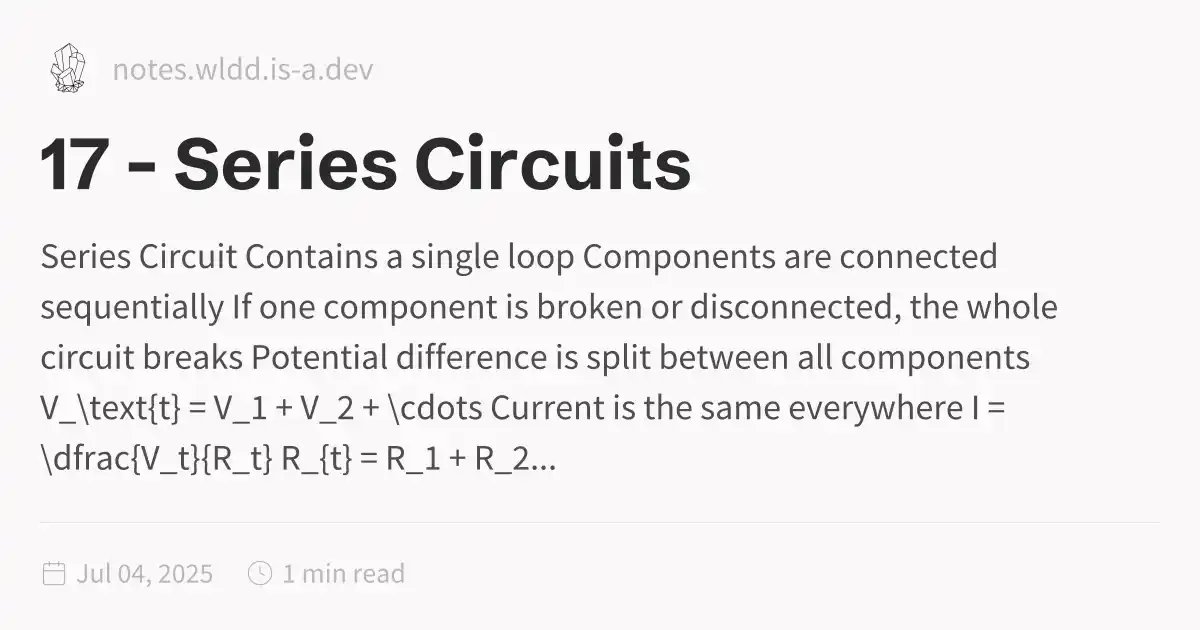 notes.wldd.is-a.dev
17 - Series Circuits
Series Circuit Contains a single loop Components are connected
sequentially If one component is broken or disconnected, the whole
circuit breaks Potential difference is split between all components
V_\text{t} = V_1 + V_2 + \cdots Current is the same everywhere I =
\dfrac{V_t}{R_t} R_{t} = R_1 + R_2...
Jul 04, 2025 1 min read